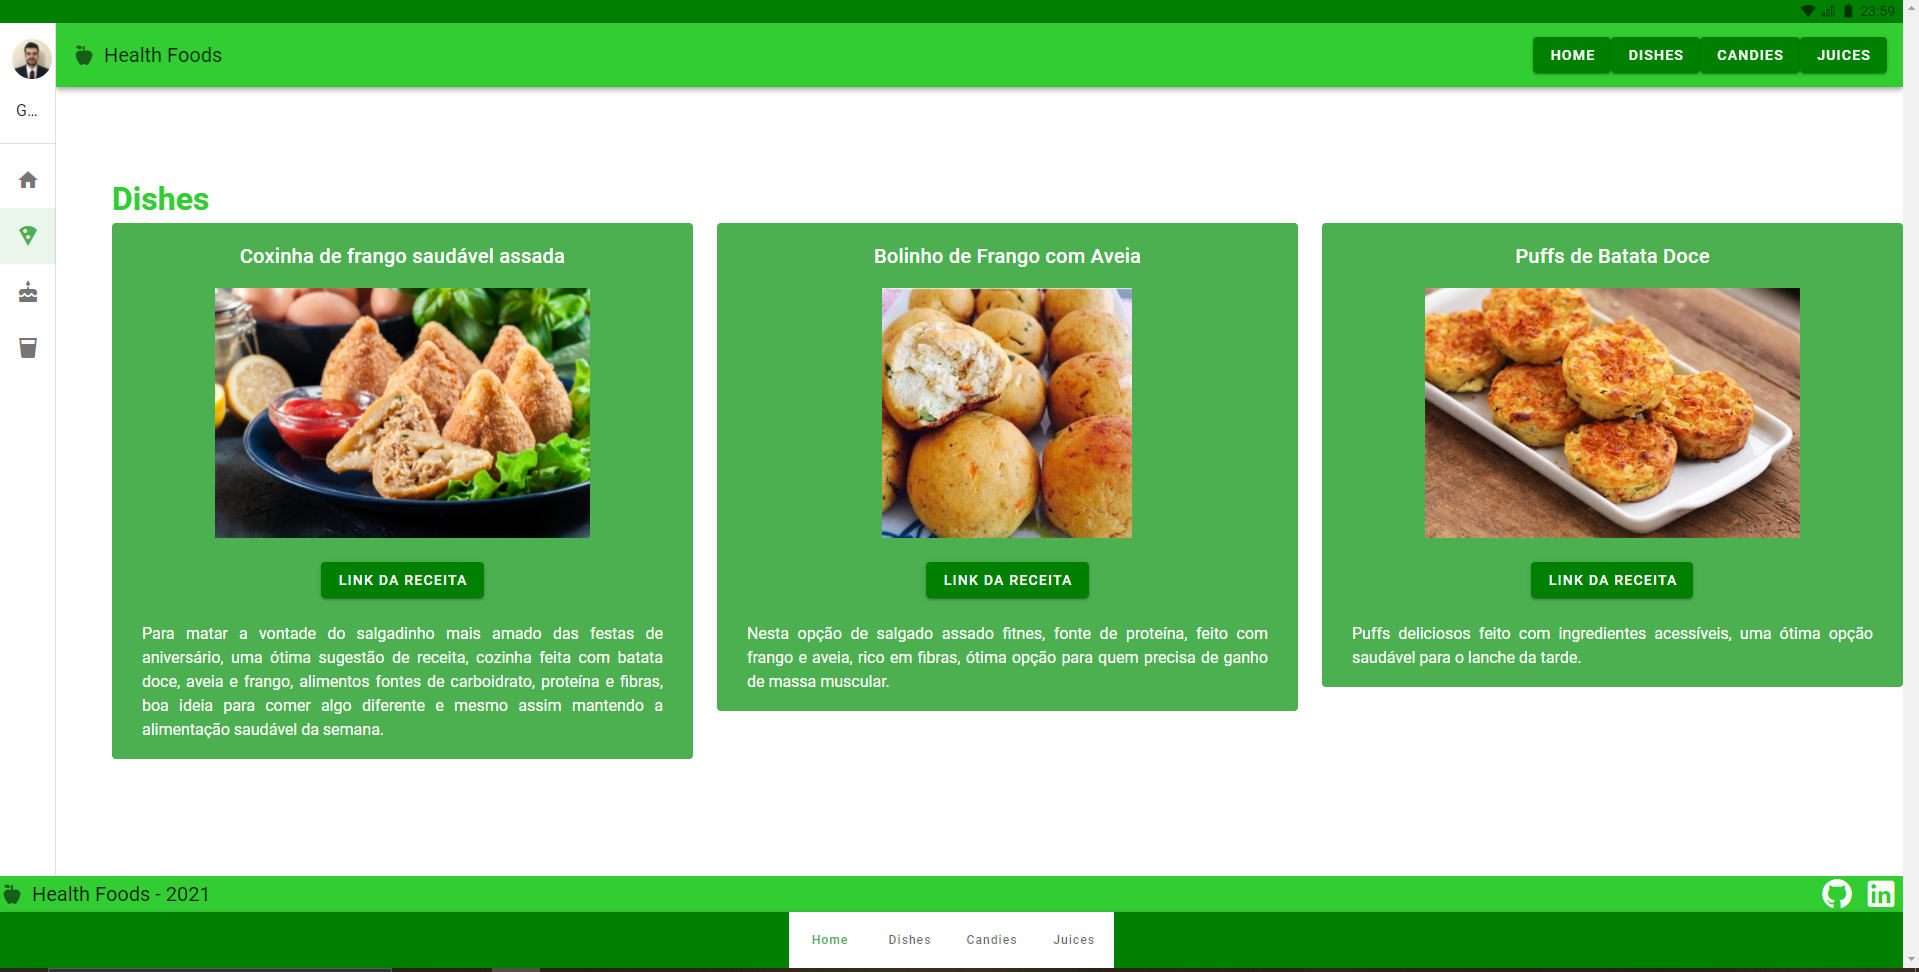 23:59
Health Foods
HOME DISHES CANDIES JUICES
G...
Dishes
Coxinha de frango saudável assada
LINK DA RECEITA
Para matar a vontade do salgadinho mais amado das festas de
aniversário, uma ótima sugestão de receita, cozinha feita com batata
doce, aveia e frango, alimentos fontes de carboidrato, proteína e fibras,
boa ideia para comer algo diferente e mesmo assim mantendo a
alimentação saudável da semana.
Bolinho de Frango com Aveia
LINK DA RECEITA
Nesta opção de salgado assado fitnes, fonte de proteína, feito com
frango e aveia, rico em fibras, ótima opção para quem precisa de ganho
de massa muscular.
Puffs de Batata Doce
LINK DA RECEITA
Puffs deliciosos feito com ingredientes acessíveis, uma ótima opção
saudável para o lanche da tarde.
Health Foods - 2021
in
Home Dishes Candies Juices